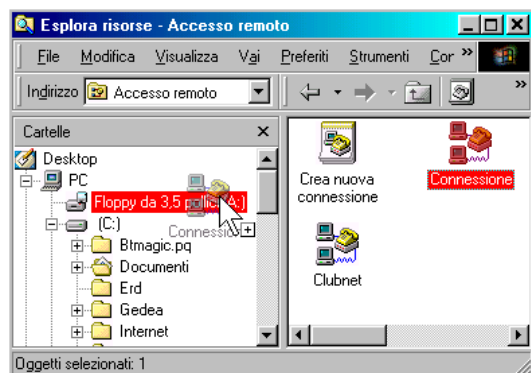 Esplora risorse - Accesso remoto
File Modifica Visualizza Vai Preferiti Strumenti Cor »
Indirizzo Accesso remoto »
Cartelle
Desktop
PC
Floppy da 3,5 pollici (A:)
Connessione
(C:)
Btmagic.pq
Documenti
Erd
Gedea
Internet
Crea nuova
connessione
Connessione
Clubnet
Oggetti selezionati: 1